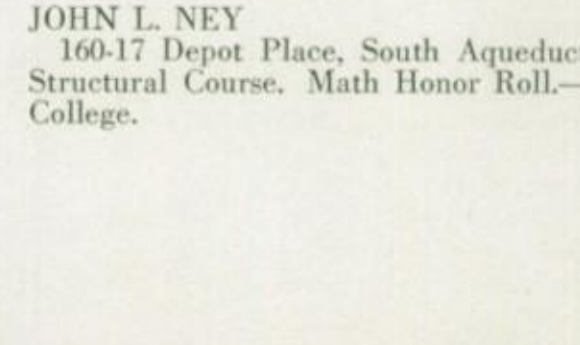 JOHN L. NEY
160-17 Depot Place, South Aqueduc
Structural Course. Math Honor Roll.—
College.